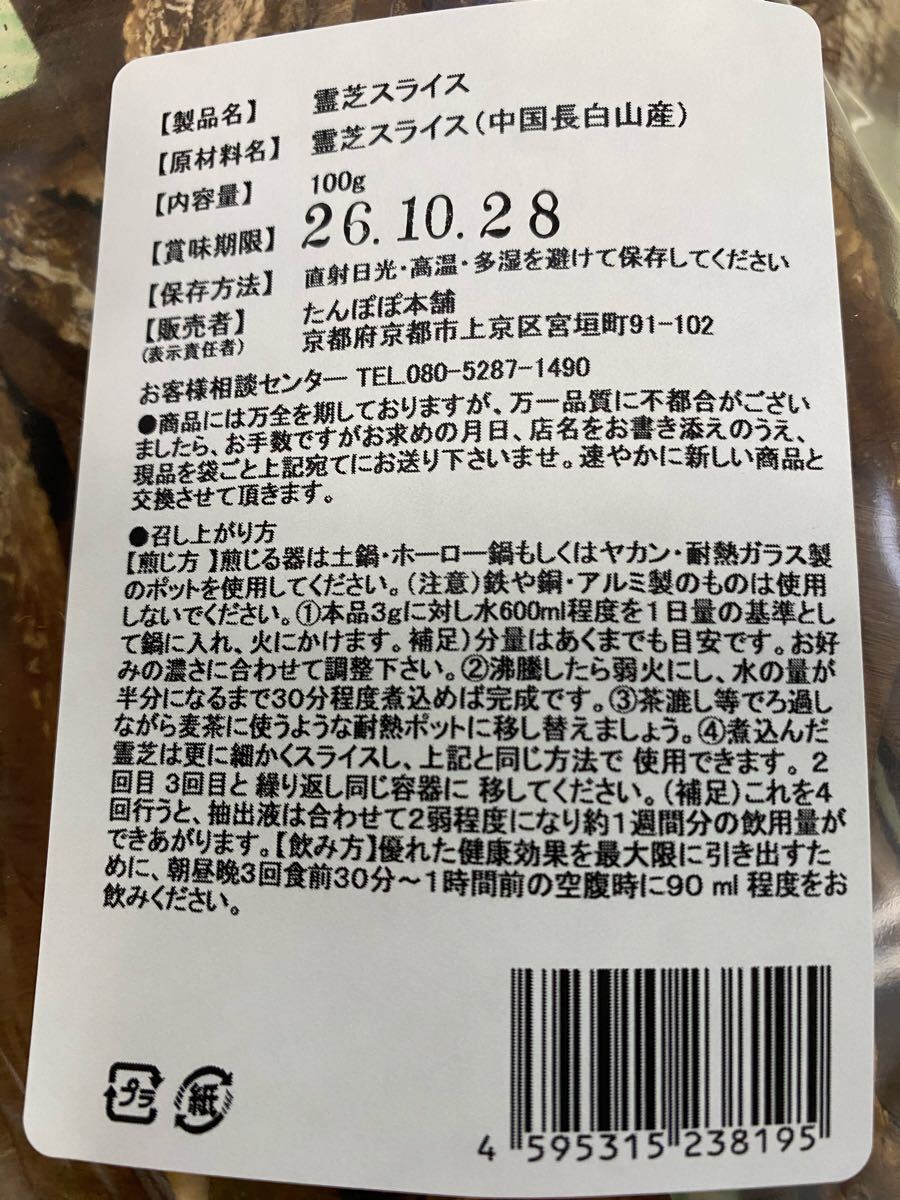 【製品名】 霊芝スライス
【原材料名】 霊芝スライス(中国長白山産)
【内容量】 100g
【賞味期限】 26.10.28
【保存方法】 直射日光・高温・多湿を避けて保存してください
【販売者】 たんぽぽ本舗
(表示責任者) 京都府京都市上京区宮垣町91-102
お客様相談センター TEL.080-5287-1490
●商品には万全を期しておりますが、万一品質に不都合がござい
ましたら、お手数ですがお求めの月日、店名をお書き添えのうえ、
現品を袋ごと上記宛てにお送り下さいませ。速やかに新しい商品と
交換させて頂きます。
●召し上がり方
【煎じ方】煎じる器は土鍋・ホーロー鍋もしくはヤカン・耐熱ガラス製
のポットを使用してください。(注意)鉄や銅・アルミ製のものは使用
しないでください。①本品3gに対し水600ml程度を1日量の基準とし
て鍋に入れ、火にかけます。補足)分量はあくまでも目安です。お好
みの濃さに合わせて調整下さい。②沸騰したら弱火にし、水の量が
半分になるまで30分程度煮込めば完成です。③茶漉し等でろ過し
ながら麦茶に使うような耐熱ポットに移し替えましょう。④煮込んだ
霊芝は更に細かくスライスし、上記と同じ方法で 使用できます。2
回目 3回目と 繰り返し同じ容器に 移してください。(補足)これを4
回行うと、抽出液は合わせて2弱程度になり約1週間分の飲用量が
できあがります。【飲み方】優れた健康効果を最大限に引き出すた
めに、朝昼晩3回食前30分～1時間前の空腹時に90 ml 程度をお
飲みください。
プラ
紙
4 595315 238195